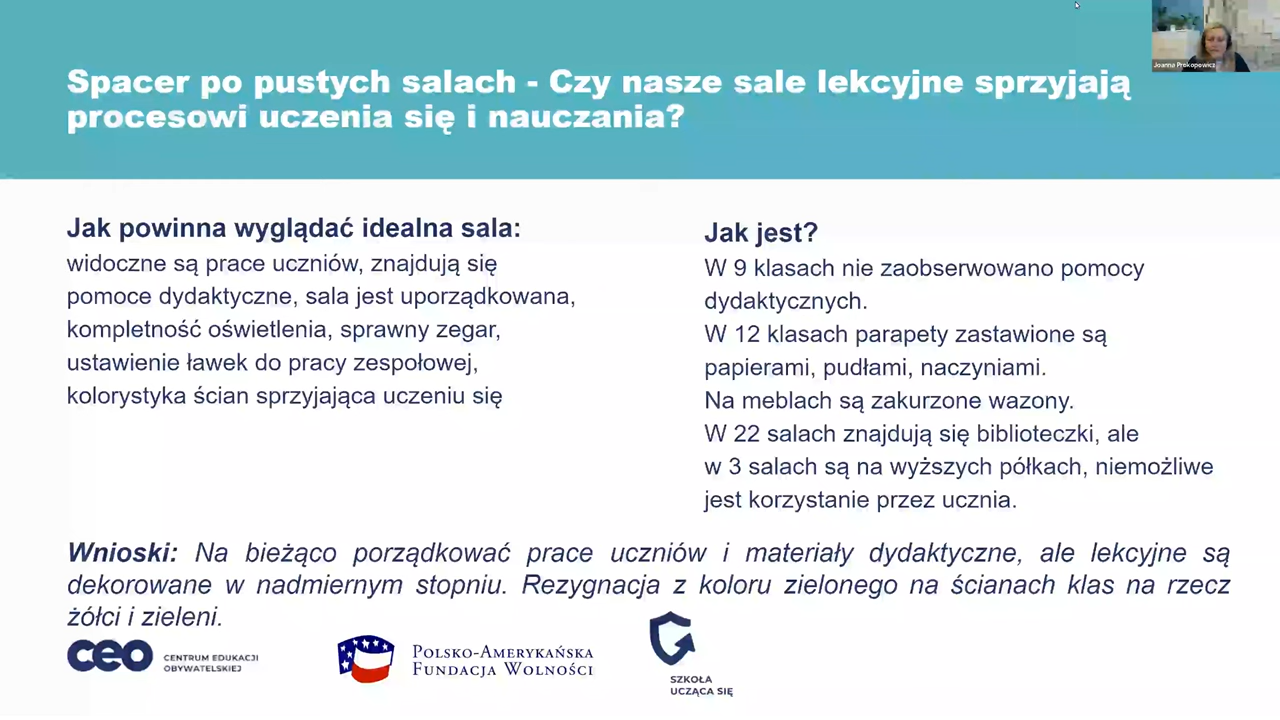 Joanna Prokopowicz
Spacer po pustych salach - Czy nasze sale lekcyjne sprzyjają
procesowi uczenia się i nauczania?
Jak powinna wyglądać idealna sala:
widoczne są prace uczniów, znajdują się
pomoce dydaktyczne, sala jest uporządkowana,
kompletność oświetlenia, sprawny zegar,
ustawienie ławek do pracy zespołowej,
kolorystyka ścian sprzyjająca uczeniu się
Jak jest?
W 9 klasach nie zaobserwowano pomocy
dydaktycznych.
W 12 klasach parapety zastawione są
papierami, pudłami, naczyniami.
Na meblach są zakurzone wazony.
W 22 salach znajdują się biblioteczki, ale
w 3 salach są na wyższych półkach, niemożliwe
jest korzystanie przez ucznia.
Wnioski: Na bieżąco porządkować prace uczniów i materiały dydaktyczne, ale lekcyjne są
dekorowane w nadmiernym stopniu. Rezygnacja z koloru zielonego na ścianach klas na rzecz
żółci i zieleni.
CEO
CENTRUM EDUKACJI
OBYWATELSKIEJ
POLSKO-AMERYKAŃSKA
FUNDACJA WOLNOŚCI
SZKOŁA
UCZĄCA SIĘ